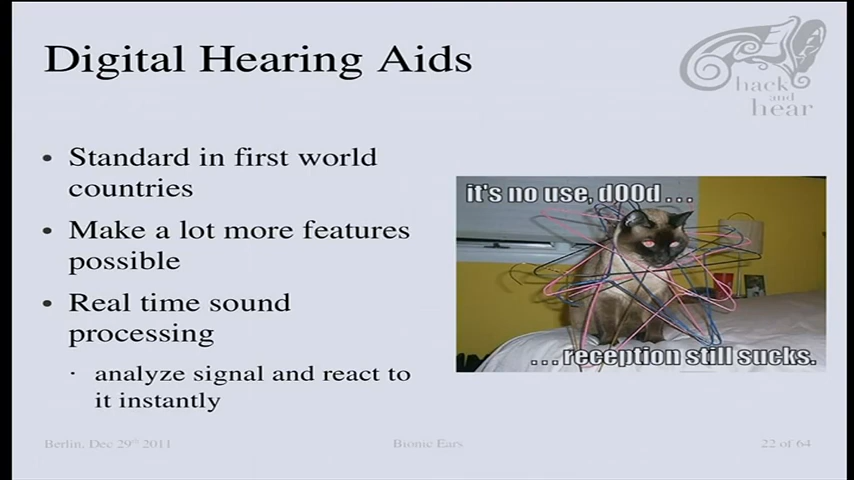 Digital Hearing Aids
hack
and
hear
• Standard in first world
countries
• Make a lot more features
possible
• Real time sound
processing
· analyze signal and react to
it instantly
it's no use, d00d . . .
. . . reception still sucks.
Berlin, Dec 29th 2011
Bionic Ears
22 of 64